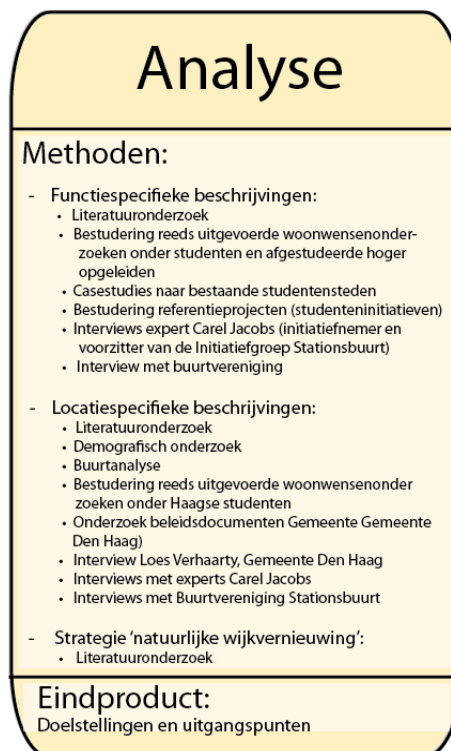 Analyse
Methoden:
- Functiespecifieke beschrijvingen:
• Literatuuronderzoek
• Bestudering reeds uitgevoerde woonwensenonder-
zoeken onder studenten en afgestudeerde hoger
opgeleiden
• Casestudies naar bestaande studentensteden
• Bestudering referentieprojecten (studenteninitiatieven)
• Interviews expert Carel Jacobs (initiatiefnemer en
voorzitter van de Initiatiefgroep Stationsbuurt)
• Interview met buurtvereniging
- Locatiespecifieke beschrijvingen:
• Literatuuronderzoek
• Demografisch onderzoek
• Buurtanalyse
• Bestudering reeds uitgevoerde woonwensenonder
zoeken onder Haagse studenten
• Onderzoek beleidsdocumenten Gemeente Gemeente
Den Haag)
• Interview Loes Verhaarty, Gemeente Den Haag
• Interviews met experts Carel Jacobs
• Interviews met Buurtvereniging Stationsbuurt
- Strategie ‘natuurlijke wijkvernieuwing’:
• Literatuuronderzoek
Eindproduct:
Doelstellingen en uitgangspunten